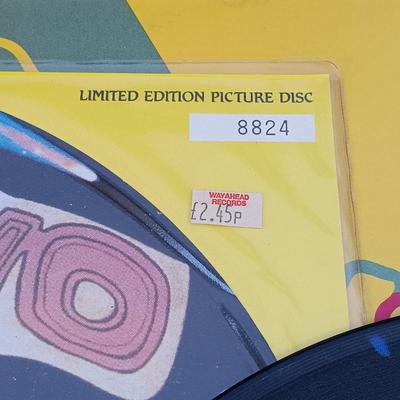 LIMITED EDITION PICTURE DISC
8824
WAYAHEAD
RECORDS
£2.45P